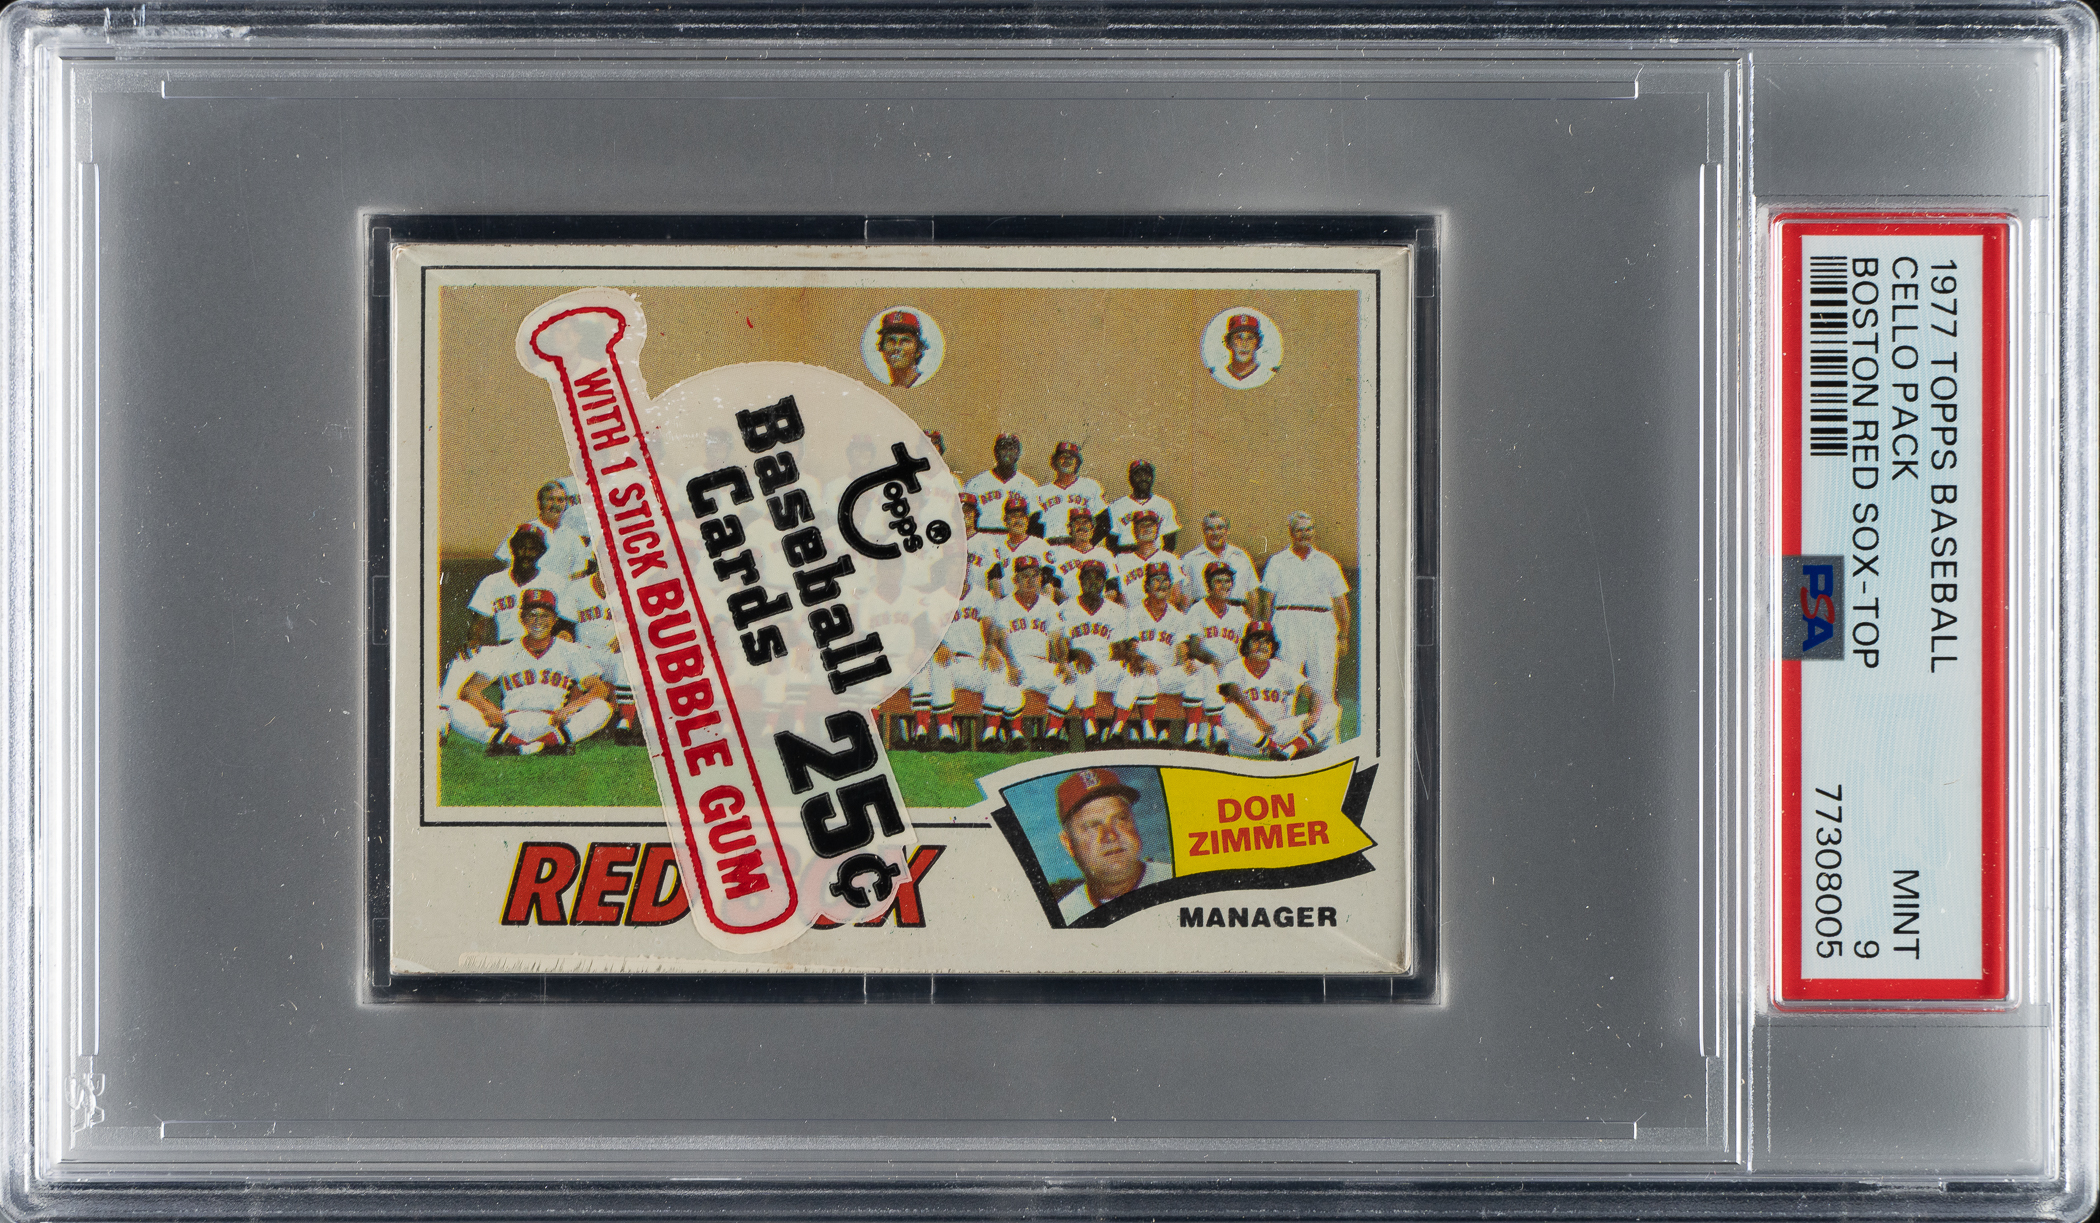 1977 TOPPS BASEBALL
CELLO PACK
MINT
BOSTON RED SOX-TOP
9
77308005
PSA
Topps®
Baseball 25¢
Cards
WITH 1 STICK BUBBLE GUM
RED SOX
DON
ZIMMER
MANAGER